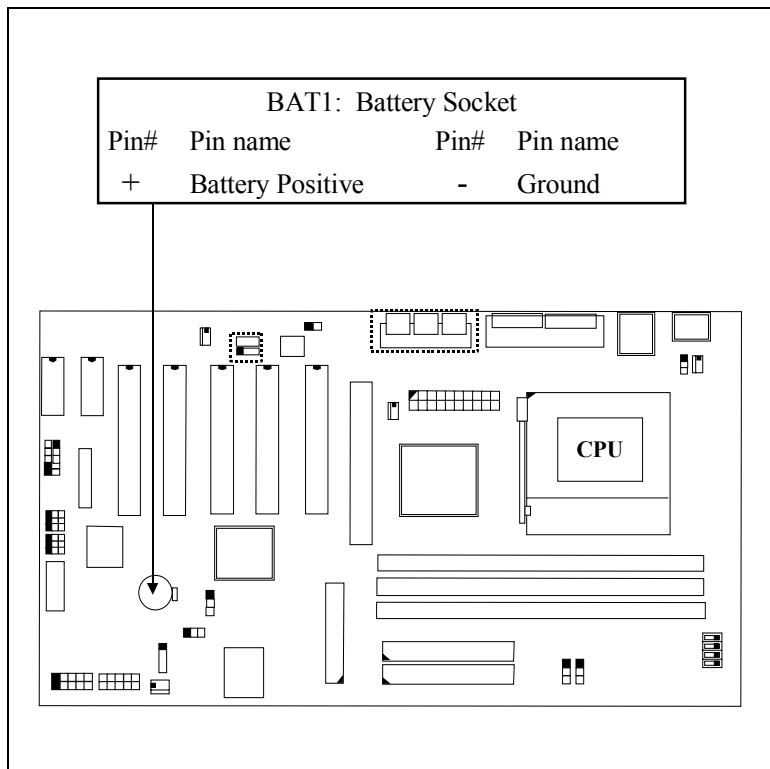 BAT1: Battery Socket
Pin# Pin name Pin# Pin name
+ Battery Positive - Ground
CPU